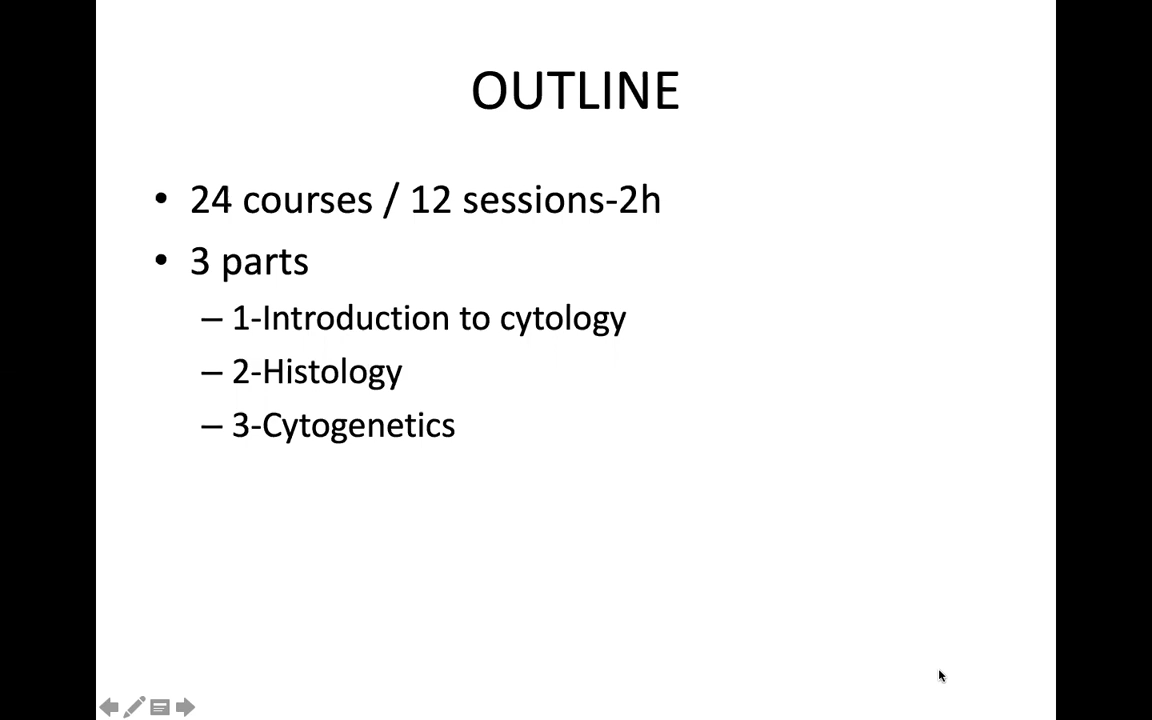 OUTLINE
• 24 courses / 12 sessions-2h
• 3 parts
– 1-Introduction to cytology
– 2-Histology
– 3-Cytogenetics